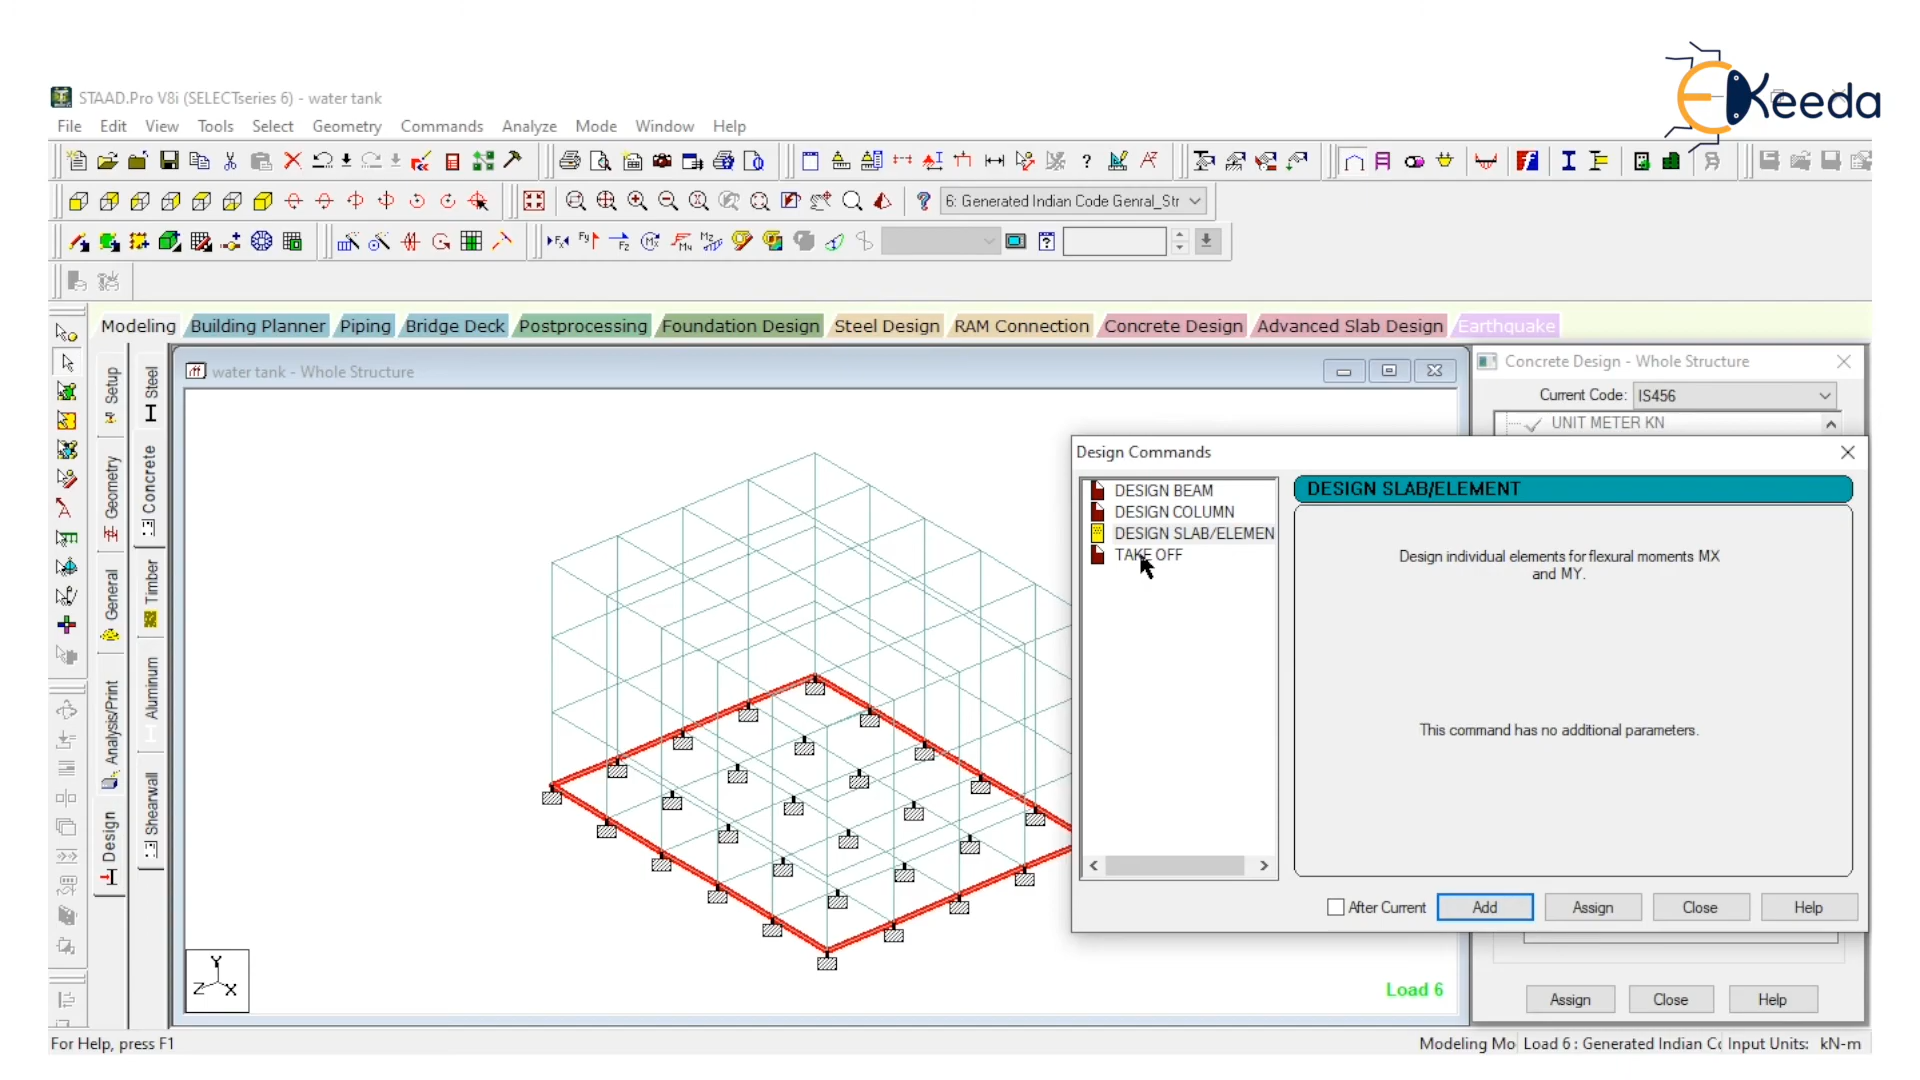 EKeeda
STAAD.Pro V8i (SELECTseries 6) - water tank
File Edit View Tools Select Geometry Commands Analyze Mode Window Help
6: Generated Indian Code Genral_Str
Modeling Building Planner Piping Bridge Deck Postprocessing Foundation Design Steel Design RAM Connection Concrete Design Advanced Slab Design Earthquake
Setup
Geometry
General
Analysis/Print
Design
Steel
Concrete
Timber
Aluminum
Shearwall
water tank - Whole Structure
Y
Z X
Load 6
Concrete Design - Whole Structure
Current Code: IS456
UNIT METER KN
Design Commands
DESIGN BEAM
DESIGN COLUMN
DESIGN SLAB/ELEMEN
TAKE OFF
DESIGN SLAB/ELEMENT
Design individual elements for flexural moments MX
and MY.
This command has no additional parameters.
After Current Add Assign Close Help
Assign Close Help
For Help, press F1
Modeling Mo Load 6 : Generated Indian Cc Input Units: kN-m